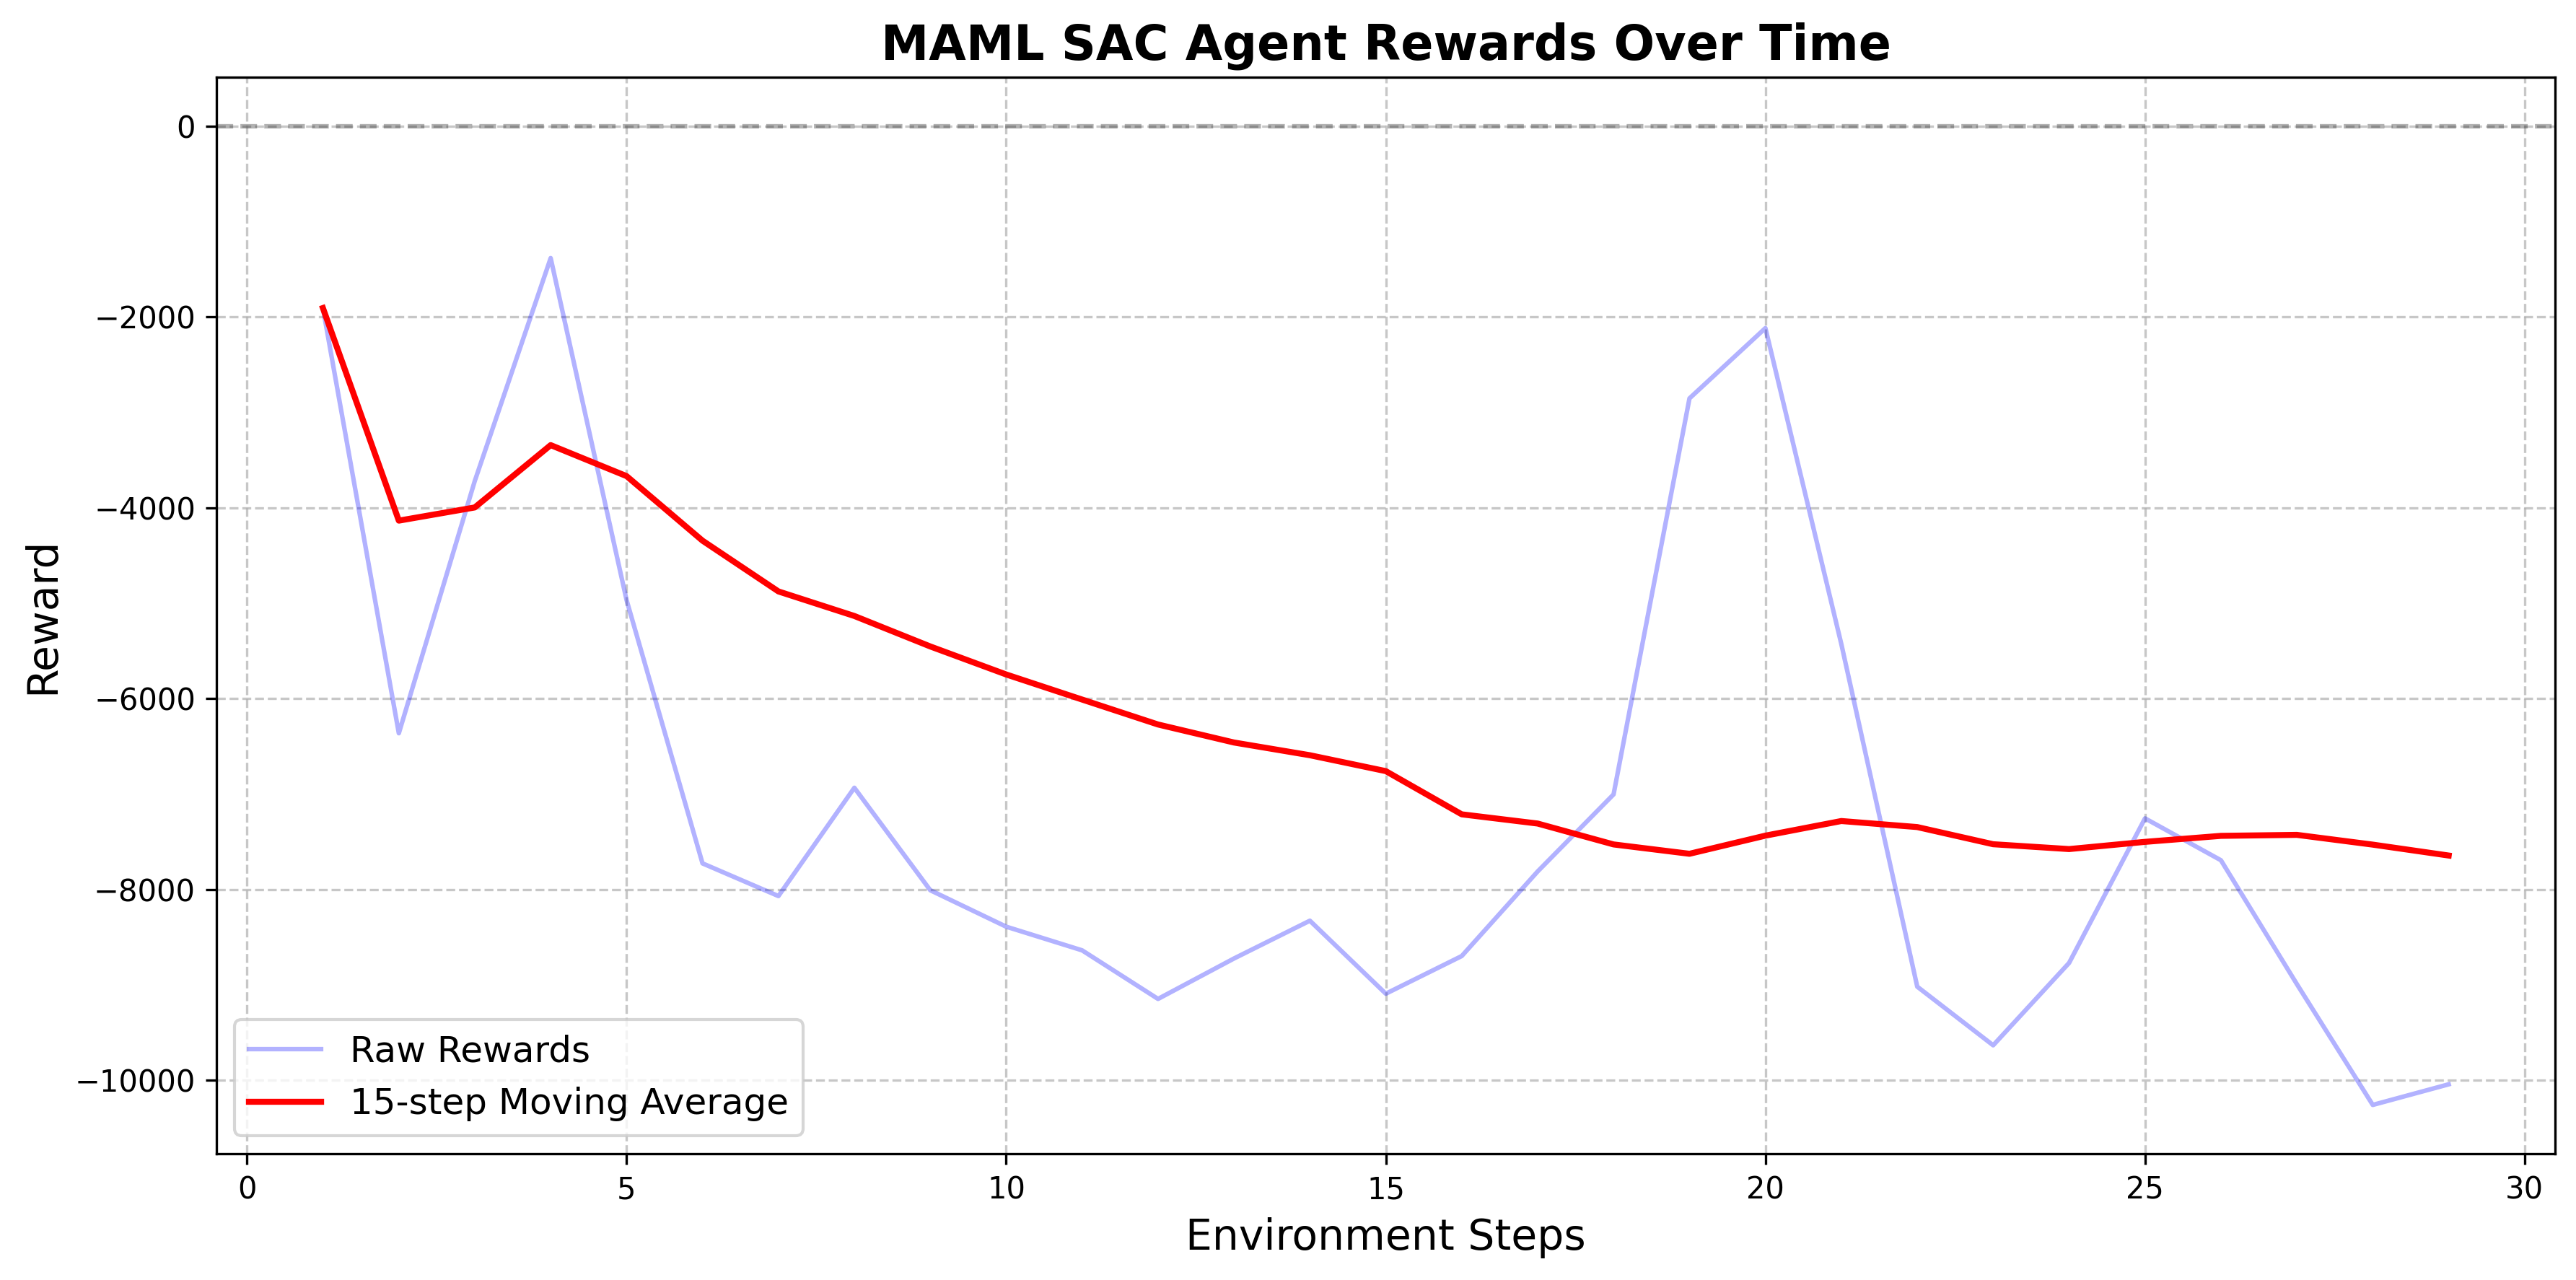 MAML SAC Agent Rewards Over Time
Reward
0
−2000
−4000
−6000
−8000
−10000
Raw Rewards
15-step Moving Average
0 5 10 15 20 25 30
Environment Steps